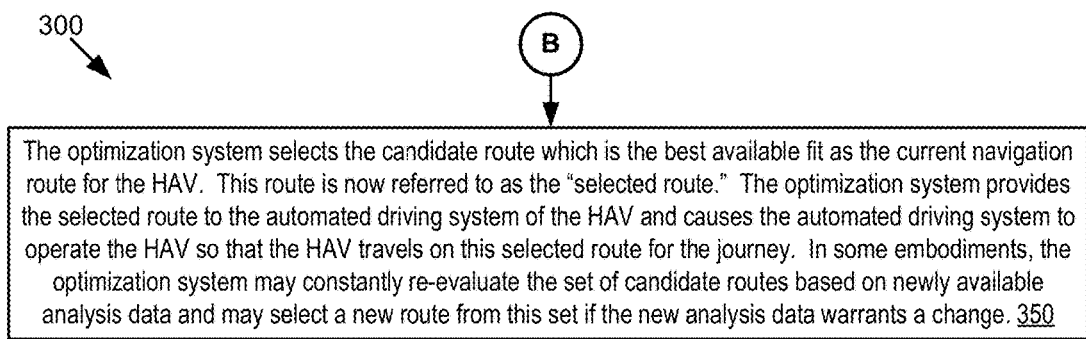 300
B
The optimization system selects the candidate route which is the best available fit as the current navigation
route for the HAV. This route is now referred to as the “selected route.” The optimization system provides
the selected route to the automated driving system of the HAV and causes the automated driving system to
operate the HAV so that the HAV travels on this selected route for the journey. In some embodiments, the
optimization system may constantly re-evaluate the set of candidate routes based on newly available
analysis data and may select a new route from this set if the new analysis data warrants a change. 350